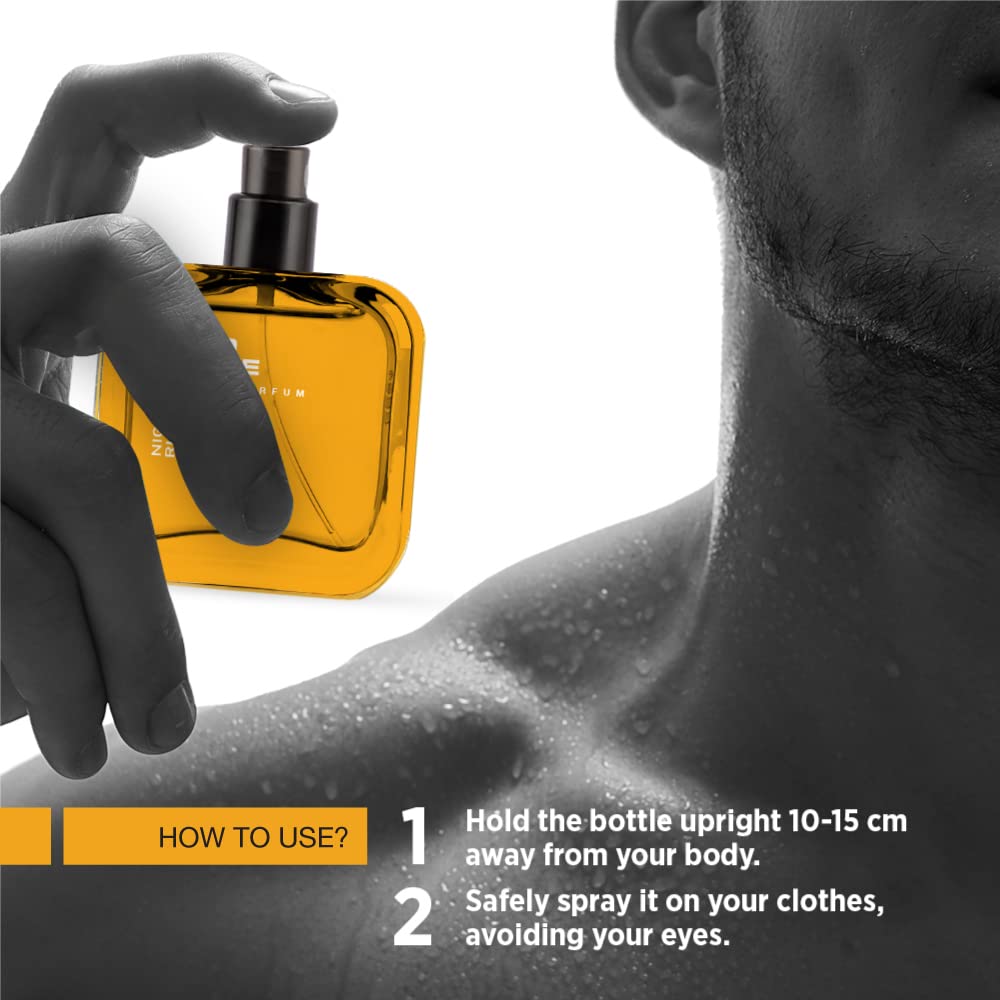 RFUM
HOW TO USE?
1
Hold the bottle upright 10-15 cm
away from your body.
2
Safely spray it on your clothes,
avoiding your eyes.